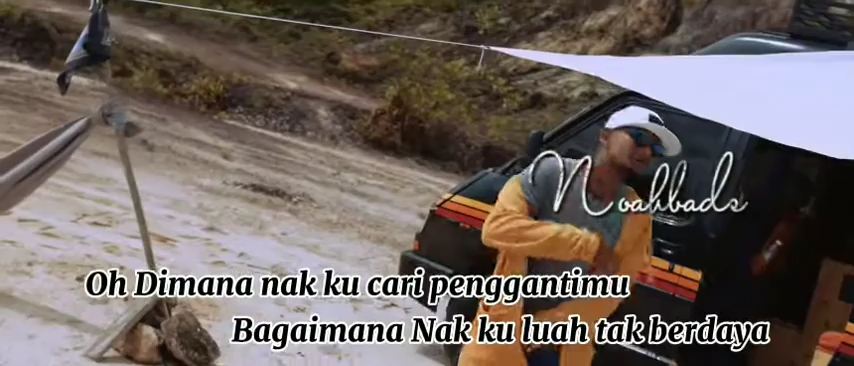 Noahbads
Oh Dimana nak ku cari penggantimu
Bagaimana Nak ku luah tak berdaya